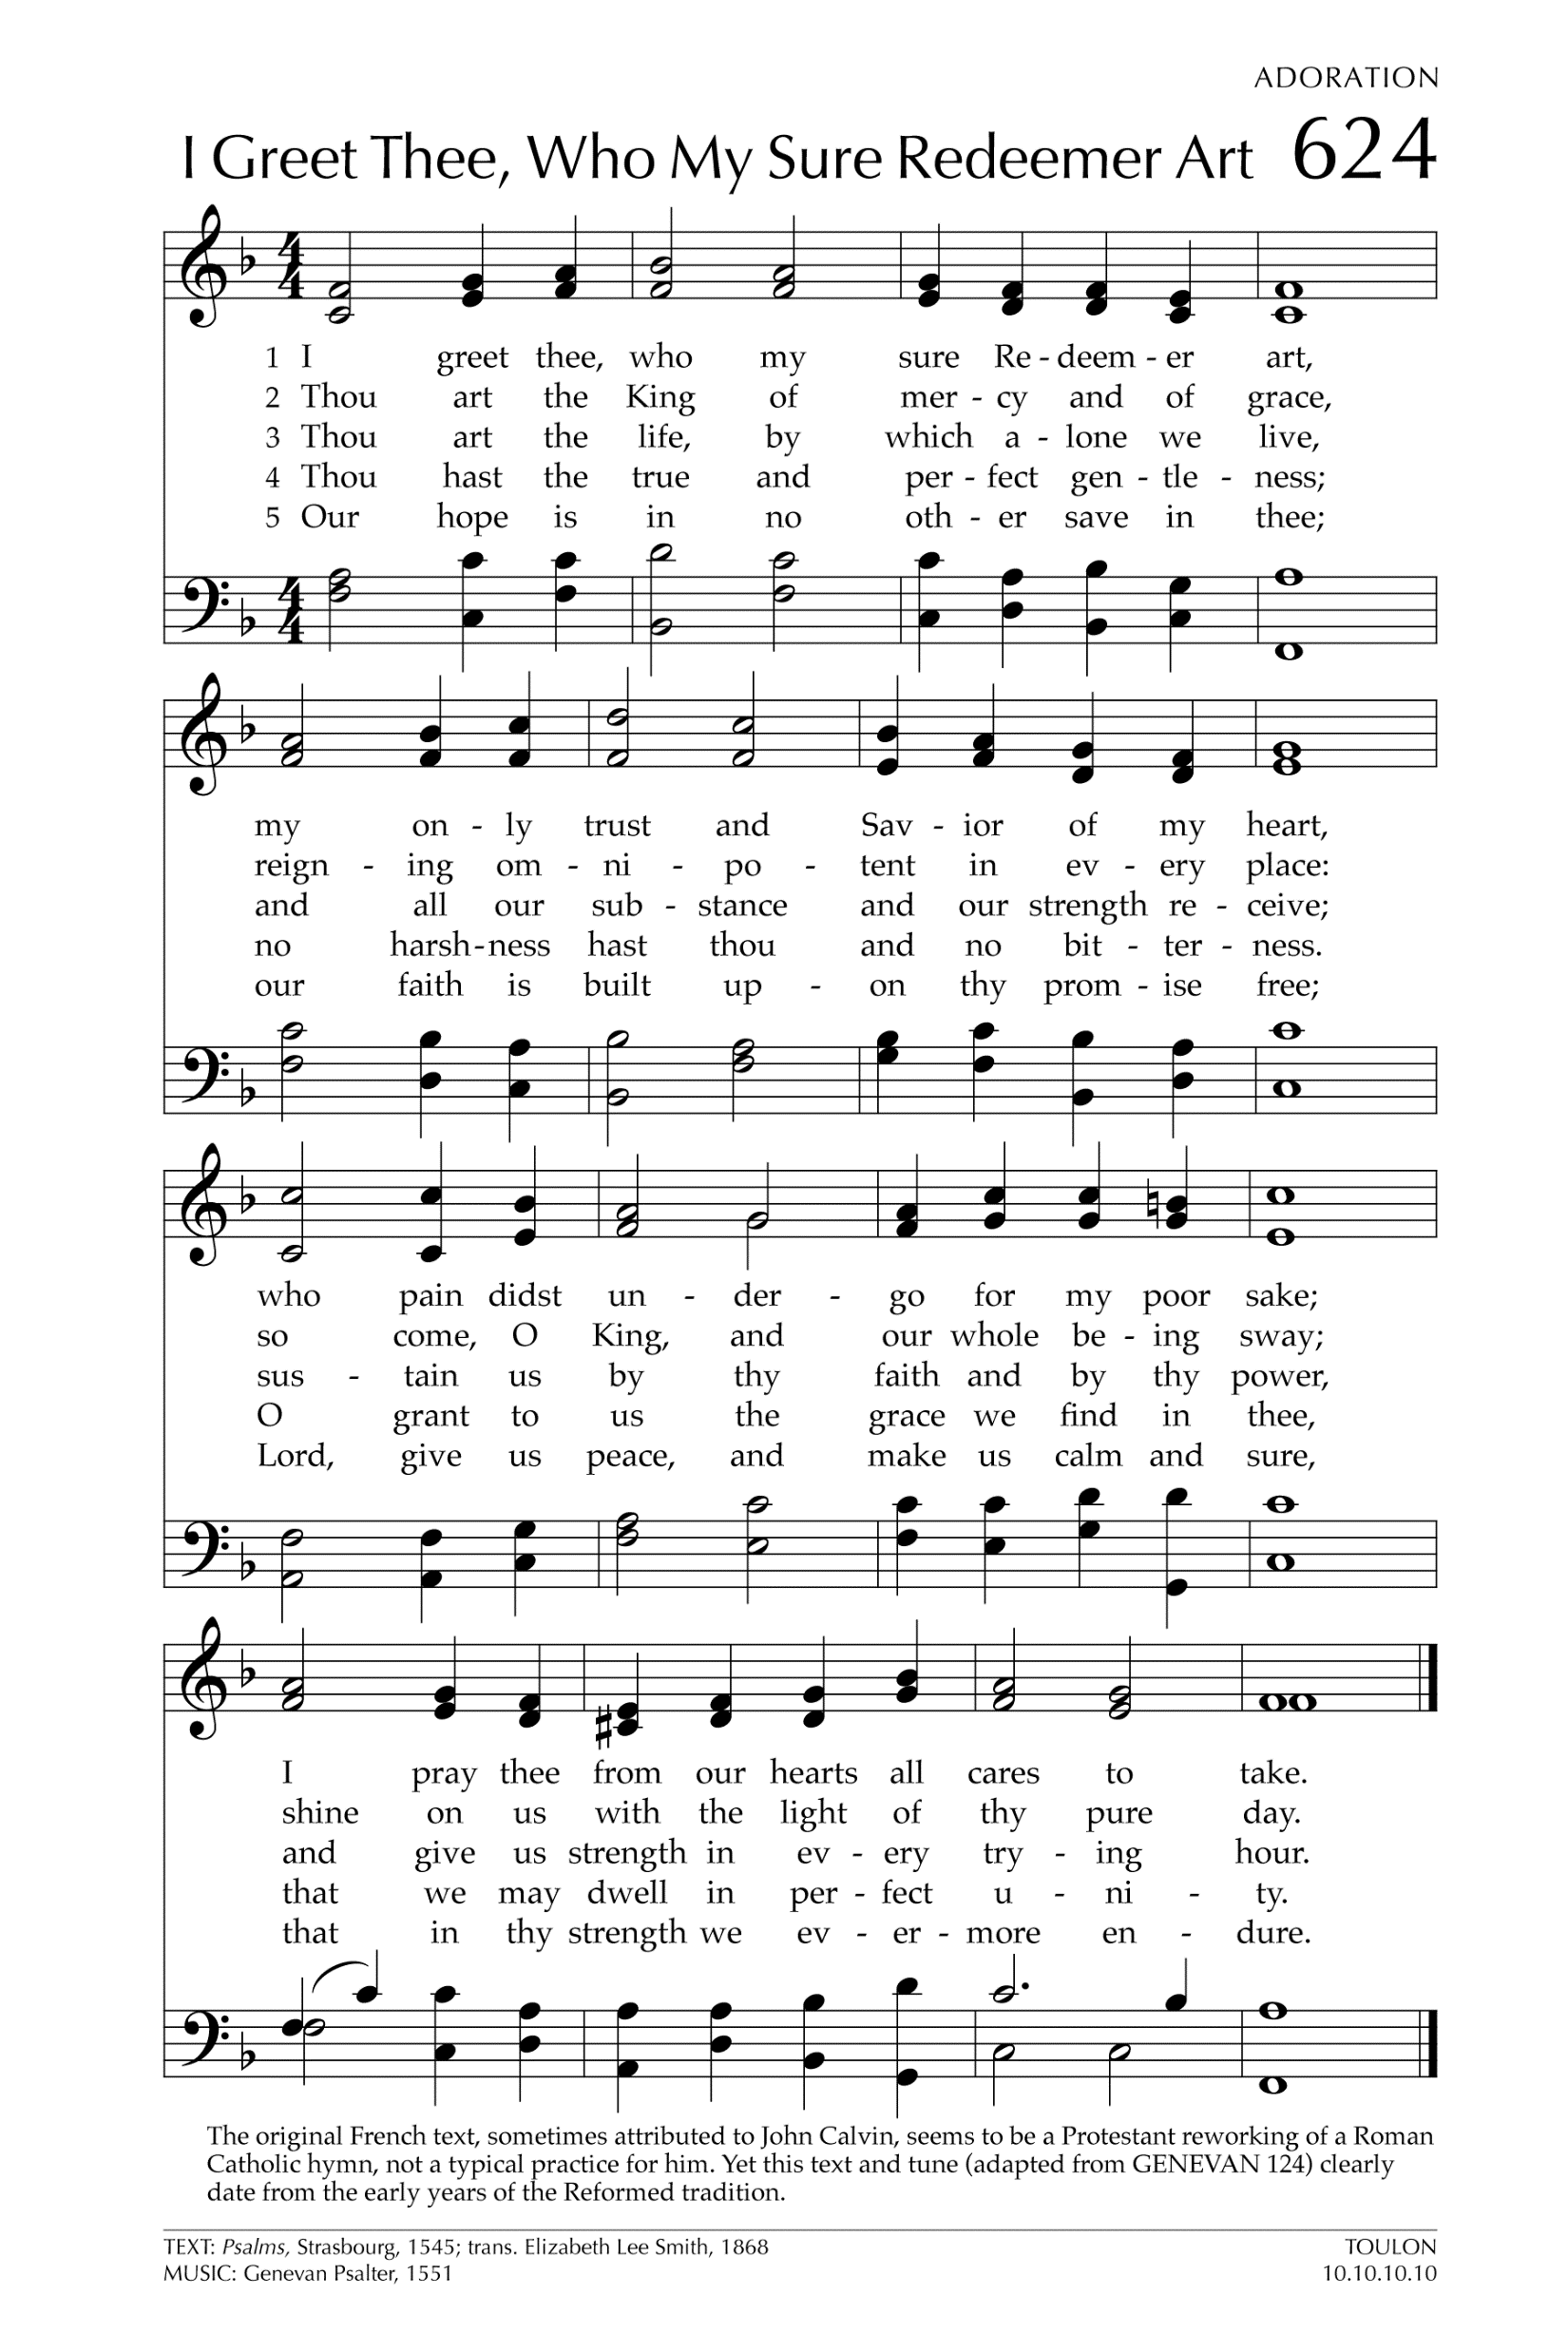 ADORATION
I Greet Thee, Who My Sure Redeemer Art 624
1 I greet thee, who my sure Re - deem - er art,
2 Thou art the King of mer - cy and of grace,
3 Thou art the life, by which a - lone we live,
4 Thou hast the true and per - fect gen - tle - ness;
5 Our hope is in no oth - er save in thee;
my on - ly trust and Sav - ior of my heart,
reign - ing om - ni - po - tent in ev - ery place:
and all our sub - stance and our strength re - ceive;
no harsh - ness hast thou and no bit - ter - ness.
our faith is built up - on thy prom - ise free;
who pain didst un - der - go for my poor sake;
so come, O King, and our whole be - ing sway;
sus - tain us by thy faith and by thy power,
O grant to us the grace we find in thee,
Lord, give us peace, and make us calm and sure,
I pray thee from our hearts all cares to take.
shine on us with the light of thy pure day.
and give us strength in ev - ery try - ing hour.
that we may dwell in per - fect u - ni - ty.
that in thy strength we ev - er - more en - dure.
The original French text, sometimes attributed to John Calvin, seems to be a Protestant reworking of a Roman
Catholic hymn, not a typical practice for him. Yet this text and tune (adapted from GENEVAN 124) clearly
date from the early years of the Reformed tradition.
TEXT: Psalms, Strasbourg, 1545; trans. Elizabeth Lee Smith, 1868 TOULON
MUSIC: Genevan Psalter, 1551 10.10.10.10